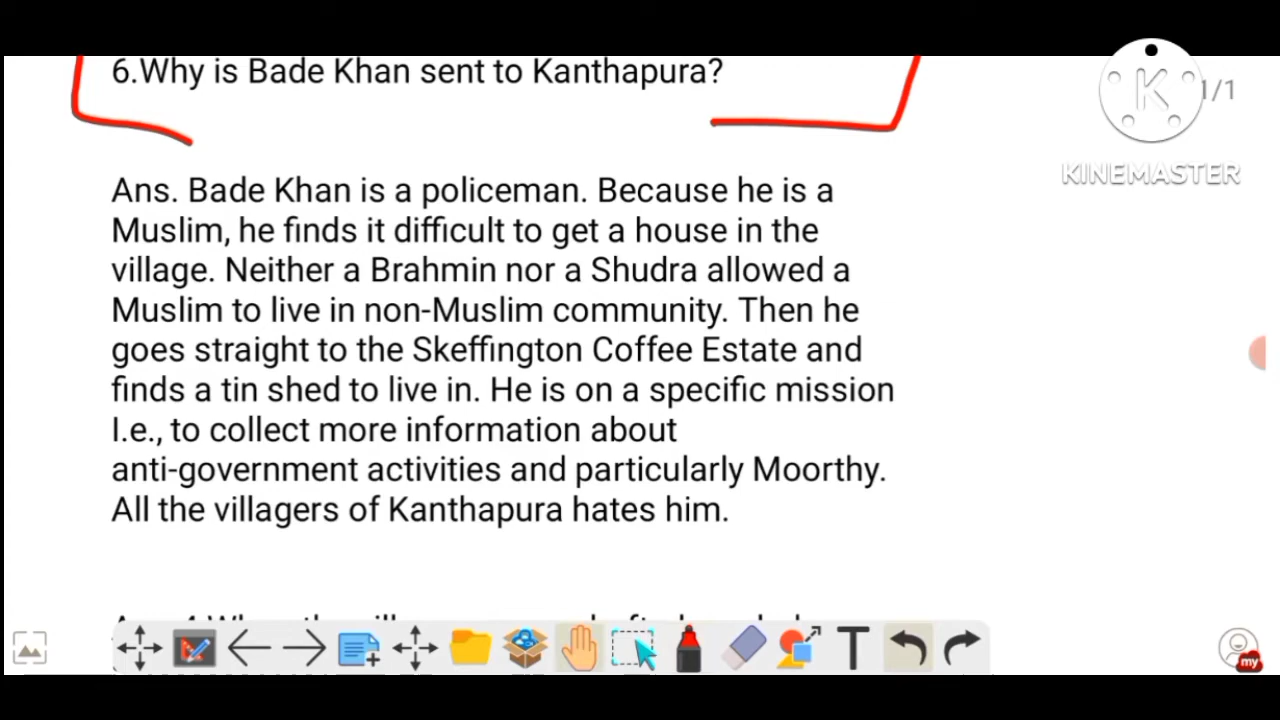 6.Why is Bade Khan sent to Kanthapura?
1/1
K
KINEMASTER
Ans. Bade Khan is a policeman. Because he is a
Muslim, he finds it difficult to get a house in the
village. Neither a Brahmin nor a Shudra allowed a
Muslim to live in non-Muslim community. Then he
goes straight to the Skeffington Coffee Estate and
finds a tin shed to live in. He is on a specific mission
I.e., to collect more information about
anti-government activities and particularly Moorthy.
All the villagers of Kanthapura hates him.
T
my